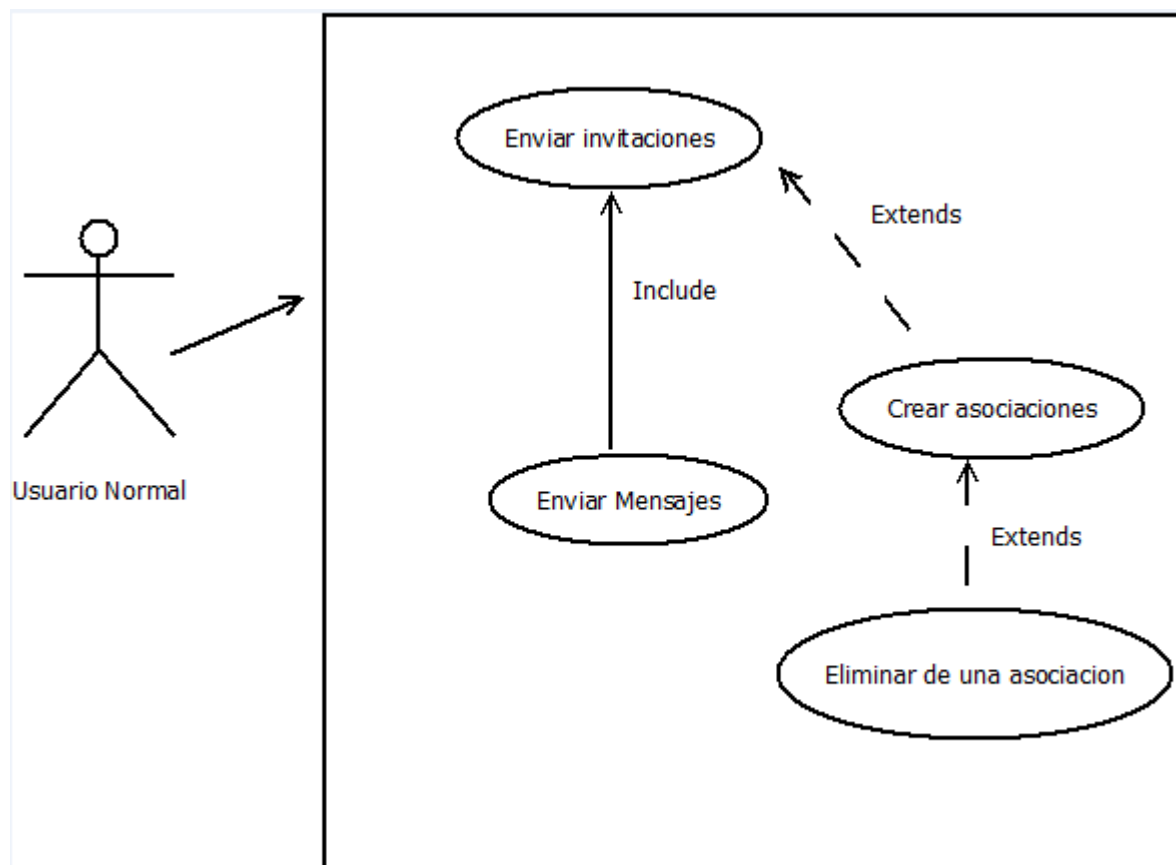 Enviar invitaciones
Extends
Include
Crear asociaciones
Usuario Normal
Enviar Mensajes
Extends
Eliminar de una asociacion